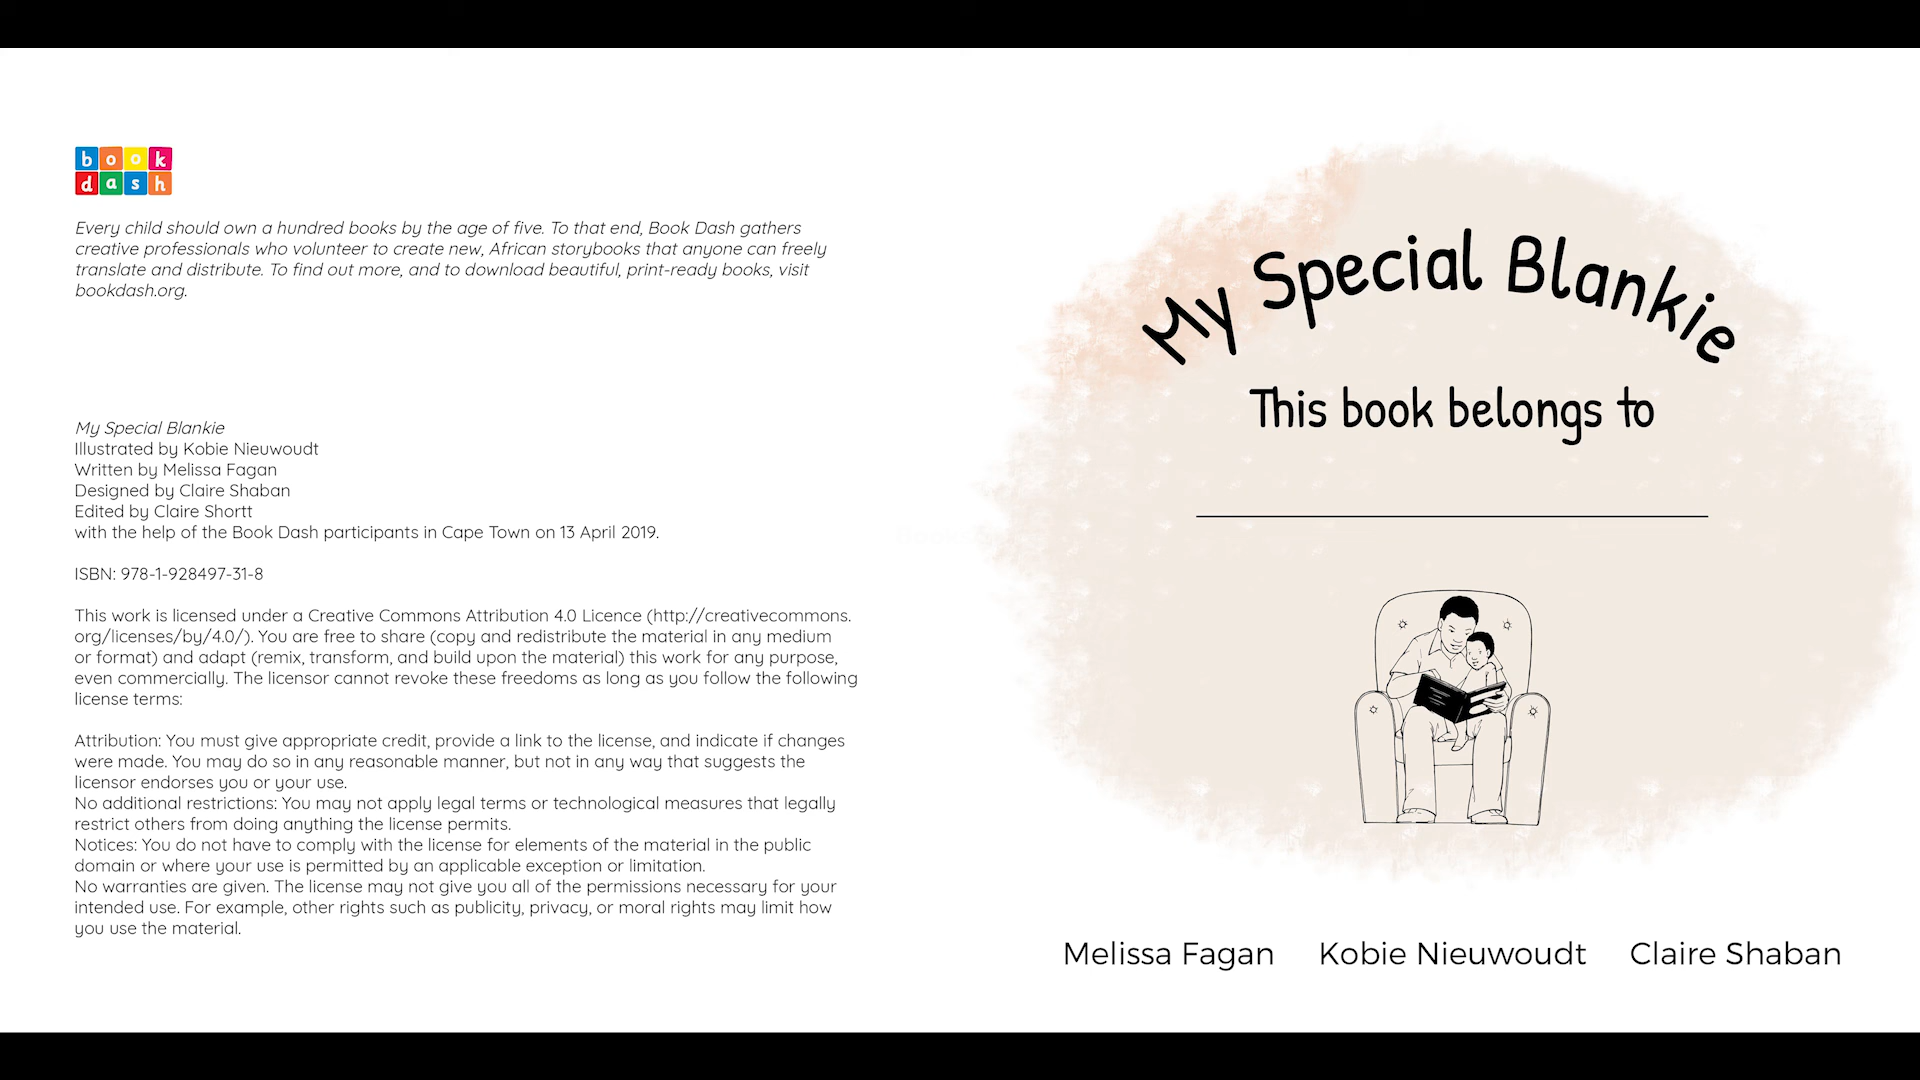 book
dash
Every child should own a hundred books by the age of five. To that end, Book Dash gathers
creative professionals who volunteer to create new, African storybooks that anyone can freely
translate and distribute. To find out more, and to download beautiful, print-ready books, visit
bookdash.org.
My Special Blankie
Illustrated by Kobie Nieuwoudt
Written by Melissa Fagan
Designed by Claire Shaban
Edited by Claire Shortt
with the help of the Book Dash participants in Cape Town on 13 April 2019.
ISBN: 978-1-928497-31-8
This work is licensed under a Creative Commons Attribution 4.0 Licence (http://creativecommons.
org/licenses/by/4.0/). You are free to share (copy and redistribute the material in any medium
or format) and adapt (remix, transform, and build upon the material) this work for any purpose,
even commercially. The licensor cannot revoke these freedoms as long as you follow the following
license terms:
Attribution: You must give appropriate credit, provide a link to the license, and indicate if changes
were made. You may do so in any reasonable manner, but not in any way that suggests the
licensor endorses you or your use.
No additional restrictions: You may not apply legal terms or technological measures that legally
restrict others from doing anything the license permits.
Notices: You do not have to comply with the license for elements of the material in the public
domain or where your use is permitted by an applicable exception or limitation.
No warranties are given. The license may not give you all of the permissions necessary for your
intended use. For example, other rights such as publicity, privacy, or moral rights may limit how
you use the material.
My Special Blankie
This book belongs to
Melissa Fagan Kobie Nieuwoudt Claire Shaban